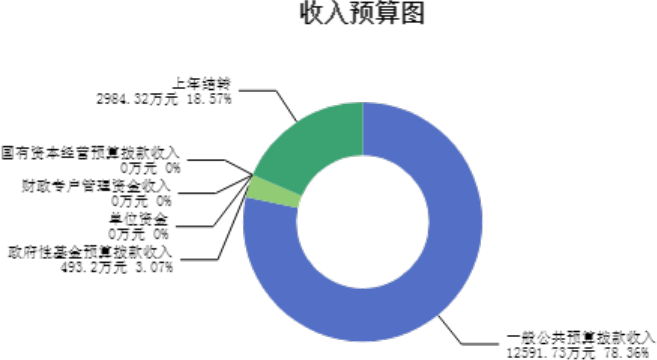 收入预算图
上年结转
2984.32万元 18.57%
国有资本经营预算拨款收入
0万元 0%
财政专户管理资金收入
0万元 0%
单位资金
0万元 0%
政府性基金预算拨款收入
493.2万元 3.07%
一般公共预算拨款收入
12591.73万元 78.36%